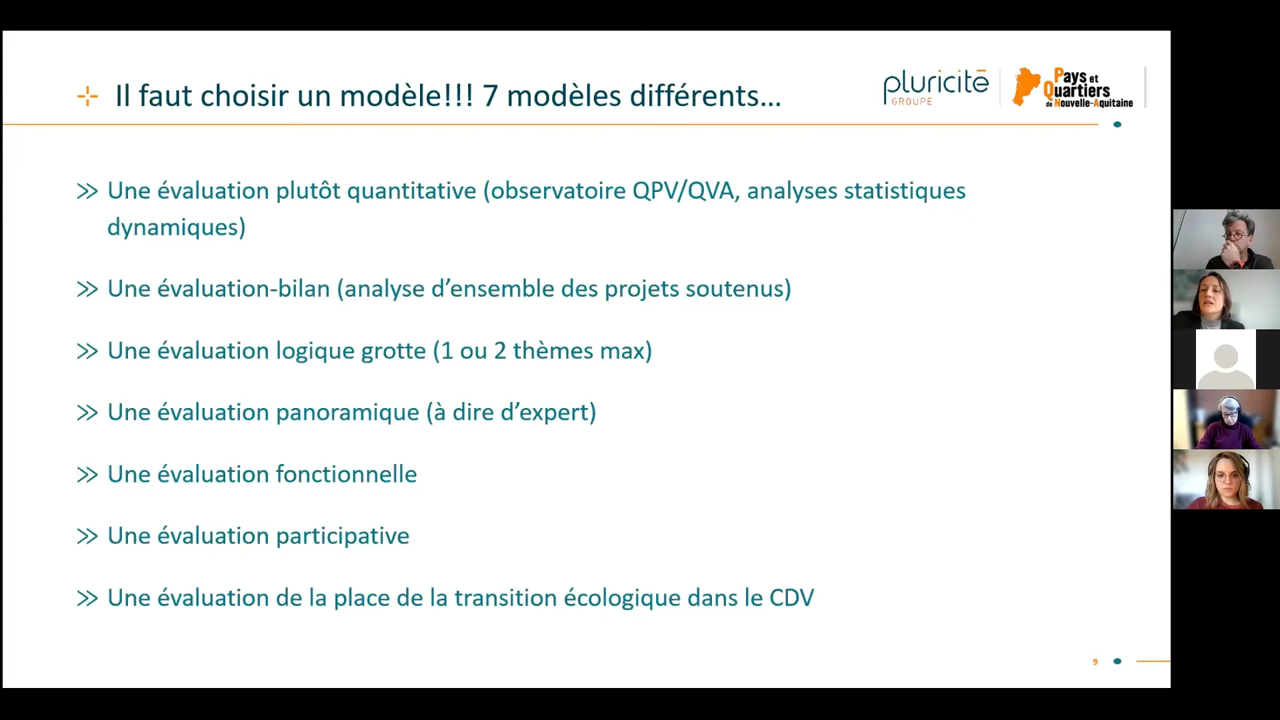 Il faut choisir un modèle!!! 7 modèles différents...
pluricité
GROUPE
Pays et
Quartiers
de Nouvelle-Aquitaine
Une évaluation plutôt quantitative (observatoire QPV/QVA, analyses statistiques
dynamiques)
Une évaluation-bilan (analyse d’ensemble des projets soutenus)
Une évaluation logique grotte (1 ou 2 thèmes max)
Une évaluation panoramique (à dire d’expert)
Une évaluation fonctionnelle
Une évaluation participative
Une évaluation de la place de la transition écologique dans le CDV
9